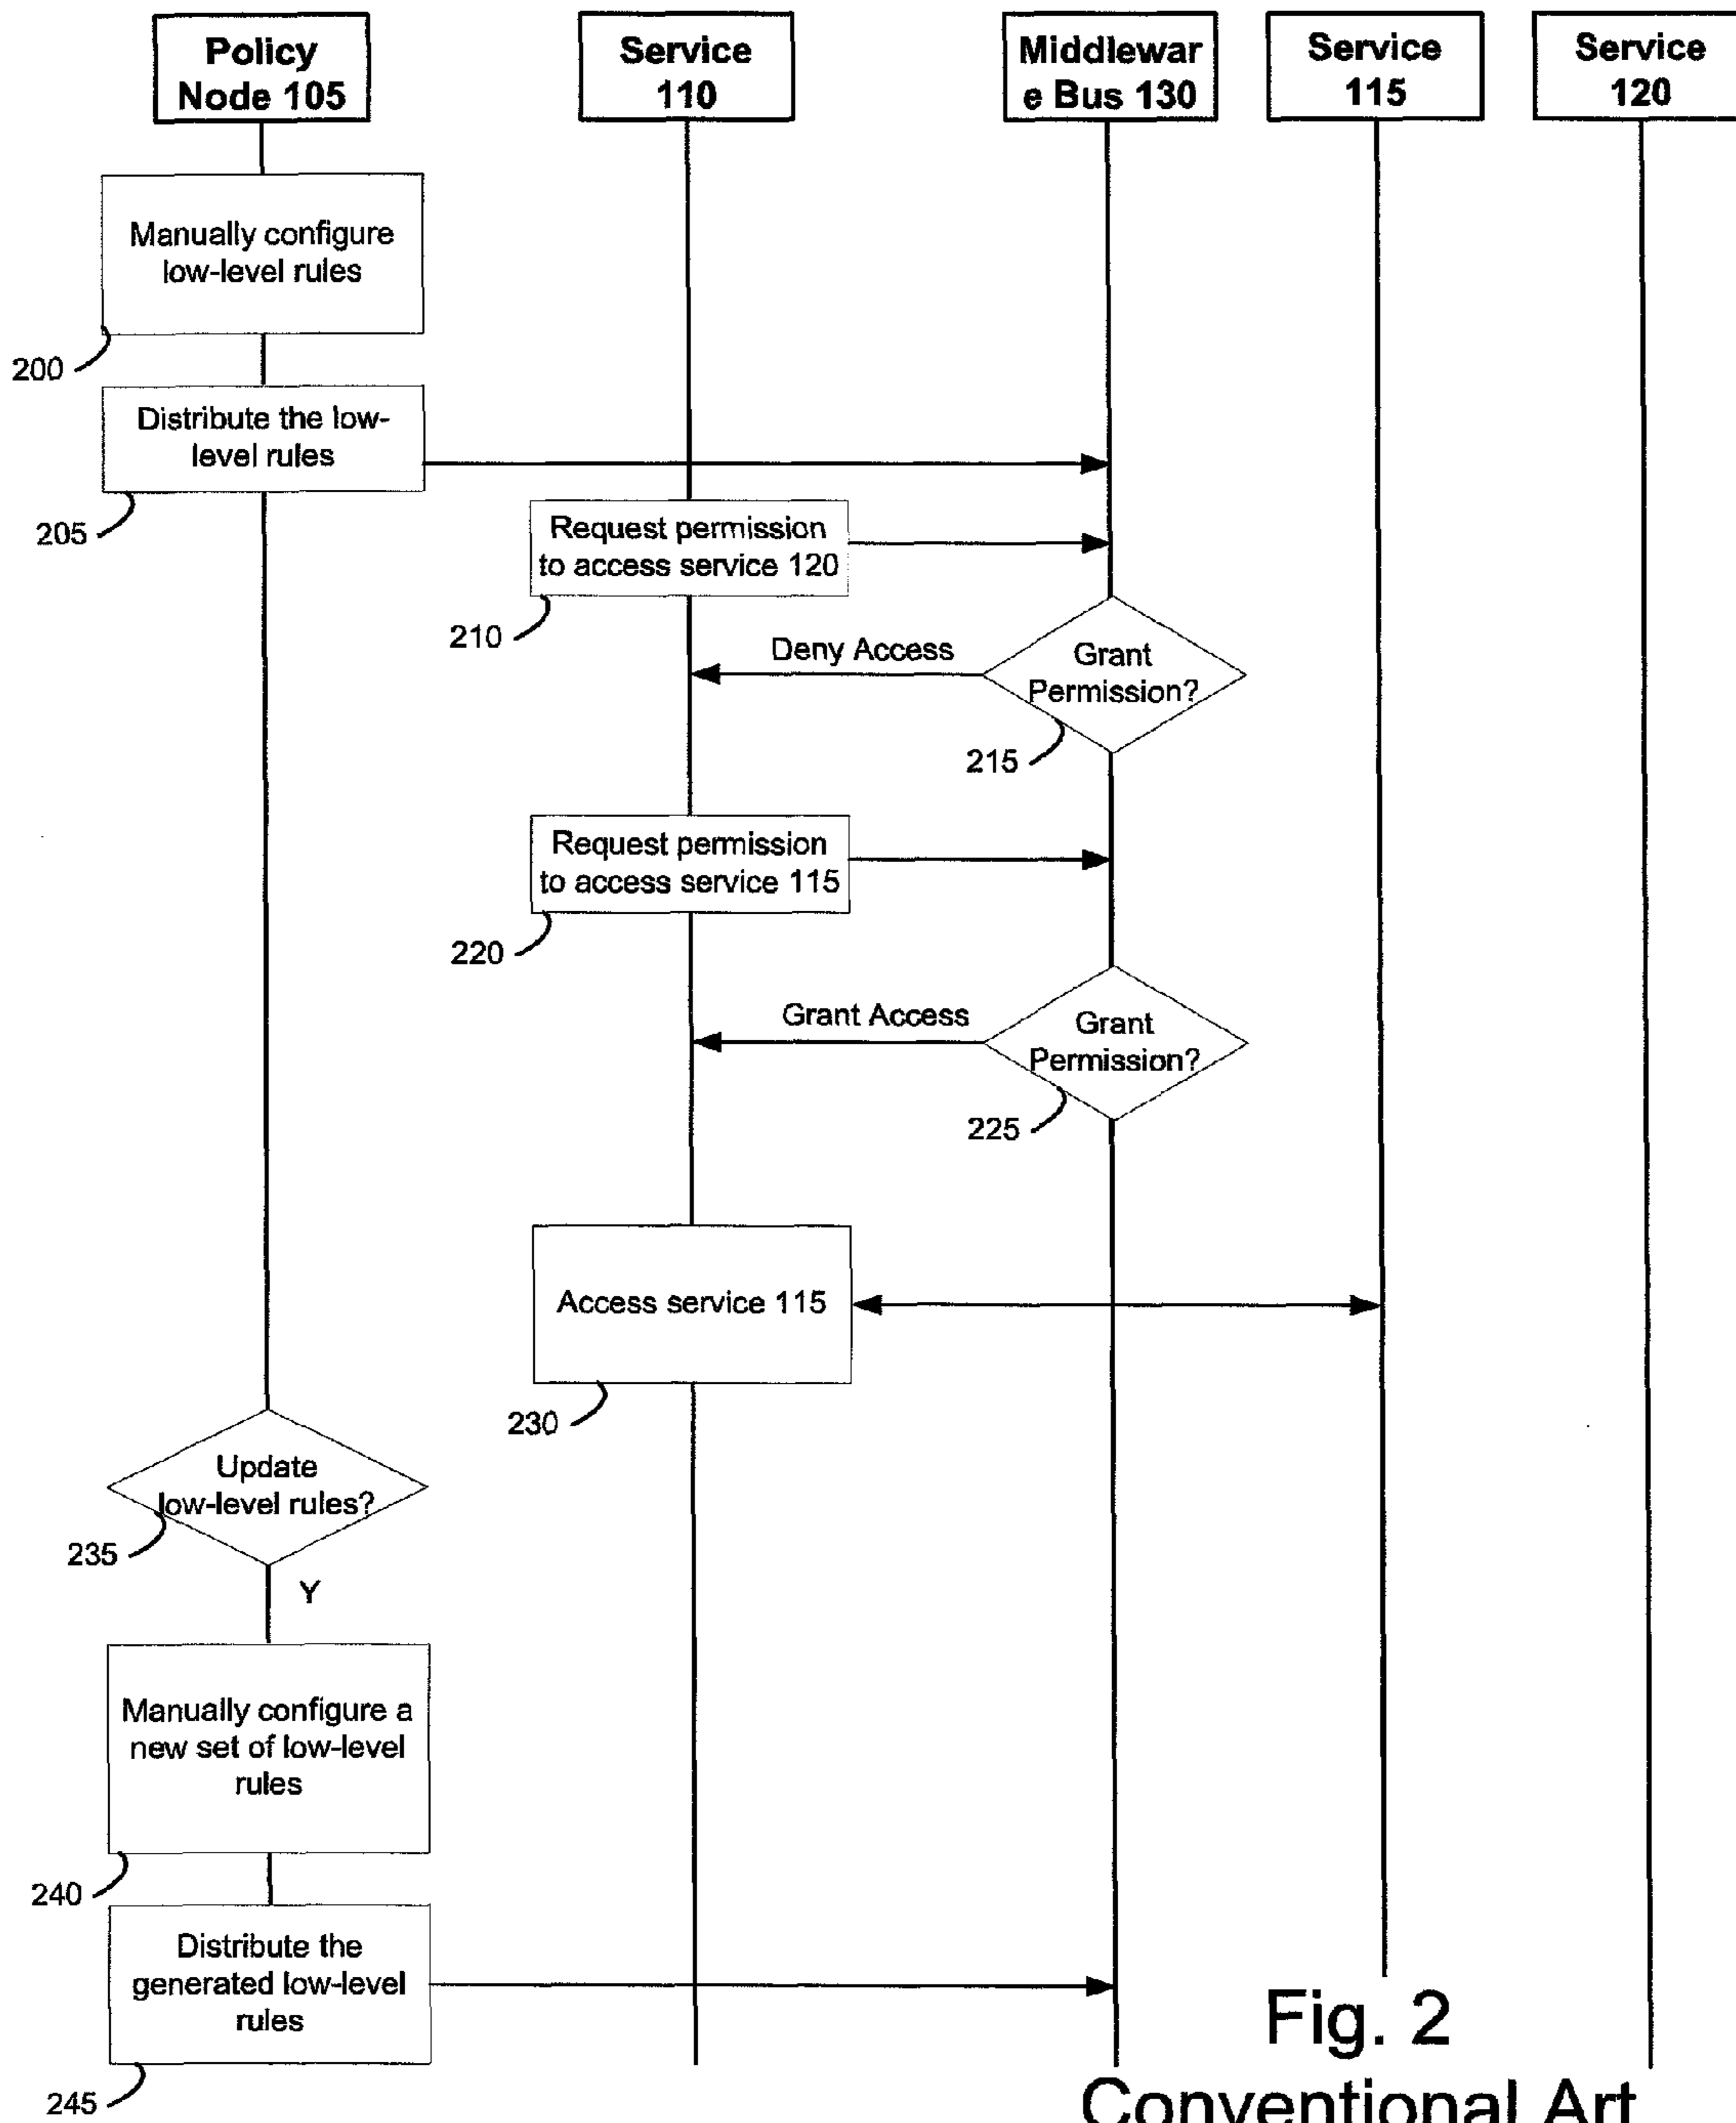 Policy
Node 105
Service
110
Middlewar
e Bus 130
Service
115
Service
120
Manually configure
low-level rules
200
Distribute the low-
level rules
205
Request permission
to access service 120
210
Deny Access
Grant
Permission?
215
Request permission
to access service 115
220
Grant Access
Grant
Permission?
225
Access service 115
230
Update
low-level rules?
235
Y
Manually configure a
new set of low-level
rules
240
Distribute the
generated low-level
rules
245
Fig. 2
Conventional Art